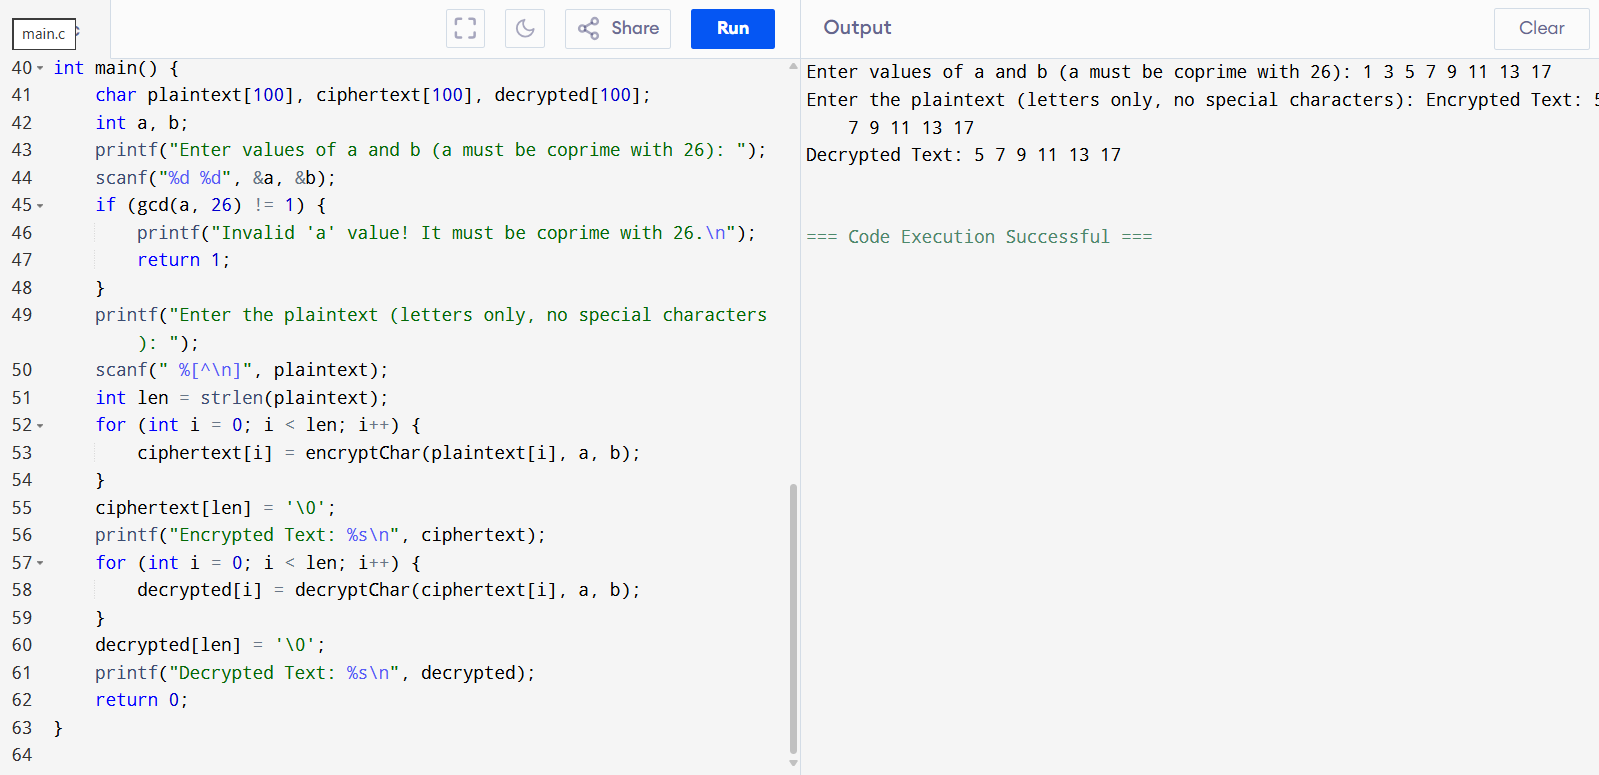 main.c
Share
Run
Output
Clear
40 int main() {
41 char plaintext[100], ciphertext[100], decrypted[100];
42 int a, b;
43 printf("Enter values of a and b (a must be coprime with 26): ");
44 scanf("%d %d", &a, &b);
45 if (gcd(a, 26) != 1) {
46 printf("Invalid 'a' value! It must be coprime with 26.\n");
47 return 1;
48 }
49 printf("Enter the plaintext (letters only, no special characters
): ");
50 scanf(" %[^\n]", plaintext);
51 int len = strlen(plaintext);
52 for (int i = 0; i < len; i++) {
53 ciphertext[i] = encryptChar(plaintext[i], a, b);
54 }
55 ciphertext[len] = '\0';
56 printf("Encrypted Text: %s\n", ciphertext);
57 for (int i = 0; i < len; i++) {
58 decrypted[i] = decryptChar(ciphertext[i], a, b);
59 }
60 decrypted[len] = '\0';
61 printf("Decrypted Text: %s\n", decrypted);
62 return 0;
63 }
64
Enter values of a and b (a must be coprime with 26): 1 3 5 7 9 11 13 17
Enter the plaintext (letters only, no special characters): Encrypted Text: 5
7 9 11 13 17
Decrypted Text: 5 7 9 11 13 17
=== Code Execution Successful ===